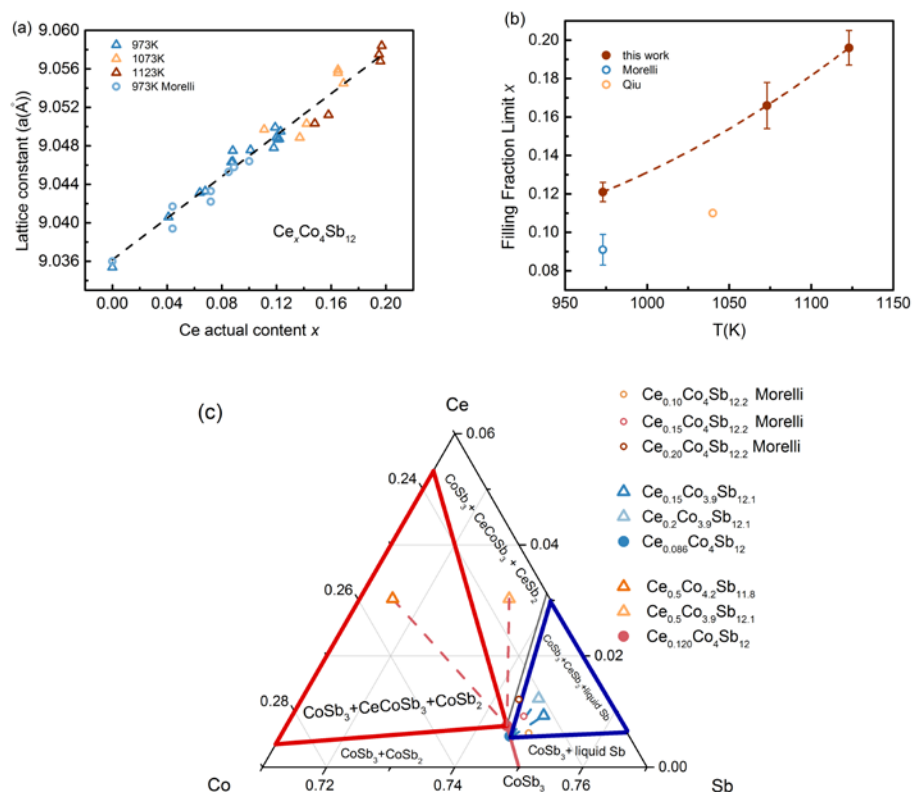 (a)
973K
1073K
1123K
973K Morelli
Lattice constant (a(Å))
9.060
9.056
9.052
9.048
9.044
9.040
9.036
CeₓCo₄Sb₁₂
0.00 0.04 0.08 0.12 0.16 0.20
Ce actual content x
(b)
this work
Morelli
Qiu
Filling Fraction Limit x
0.20
0.18
0.16
0.14
0.12
0.10
0.08
950 1000 1050 1100 1150
T(K)
(c)
Ce
0.06
0.24
0.04
0.26
0.02
0.28
0.00
CoSb₃ + CeCoSb₃ + CeSb₂
CoSb₃+CeSb₂+liquid Sb
CoSb₃+CeCoSb₃+CoSb₂
CoSb₃+CoSb₂
CoSb₃+ liquid Sb
Co
0.72
0.74
CoSb₃
0.76
Sb
Ce₀.₁₀Co₄Sb₁₂.₂ Morelli
Ce₀.₁₅Co₄Sb₁₂.₂ Morelli
Ce₀.₂₀Co₄Sb₁₂.₂ Morelli
Ce₀.₁₅Co₃.₉Sb₁₂.₁
Ce₀.₂Co₃.₉Sb₁₂.₁
Ce₀.₀₈₆Co₄Sb₁₂
Ce₀.₅Co₄.₂Sb₁₁.₈
Ce₀.₅Co₃.₉Sb₁₂.₁
Ce₀.₁₂₀Co₄Sb₁₂